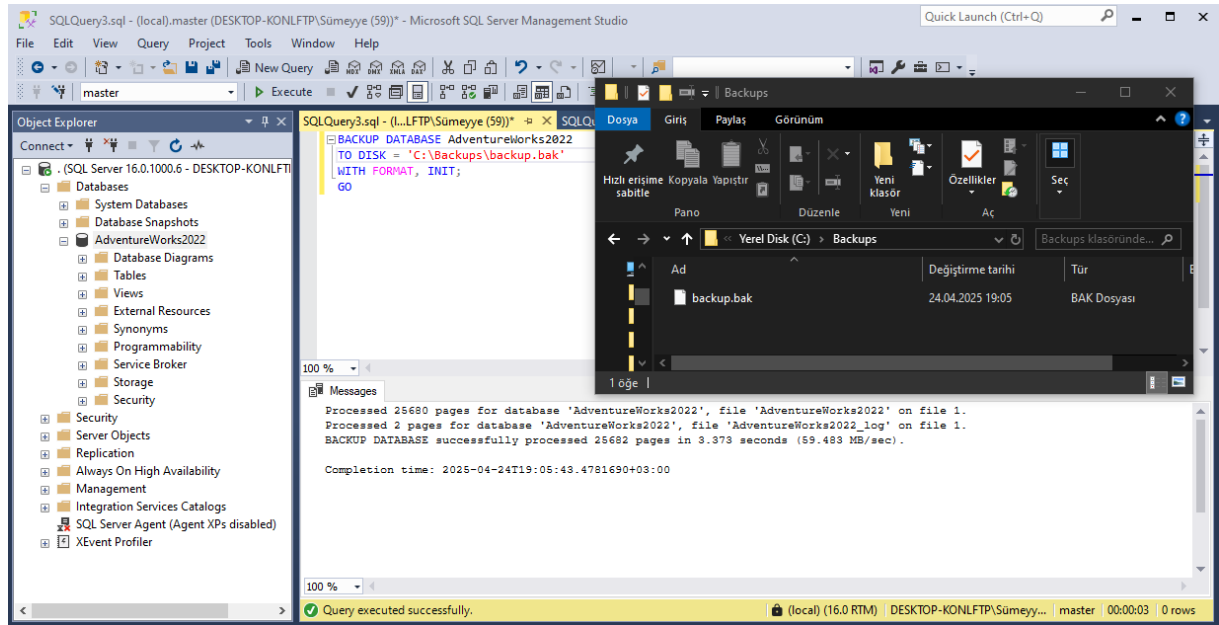 SQLQuery3.sql - (local).master (DESKTOP-KONLFTP\Sümeyye (59))* - Microsoft SQL Server Management Studio
Quick Launch (Ctrl+Q)
File Edit View Query Project Tools Window Help
New Query
MDX DMX XMLA DAX
master
Execute
Object Explorer
Connect
. (SQL Server 16.0.1000.6 - DESKTOP-KONLFT
Databases
System Databases
Database Snapshots
AdventureWorks2022
Database Diagrams
Tables
Views
External Resources
Synonyms
Programmability
Service Broker
Storage
Security
Security
Server Objects
Replication
Always On High Availability
Management
Integration Services Catalogs
SQL Server Agent (Agent XPs disabled)
XEvent Profiler
SQLQuery3.sql - (l...LFTP\Sümeyye (59))*
SQLQu
BACKUP DATABASE AdventureWorks2022
TO DISK = 'C:\Backups\backup.bak'
WITH FORMAT, INIT;
GO
100 %
Backups
Dosya Giriş Paylaş Görünüm
Hızlı erişime sabitle
Kopyala
Yapıştır
Yeni klasör
Özellikler
Seç
Pano Düzenle Yeni Aç
« Yerel Disk (C:) › Backups
Backups klasöründe...
Ad Değiştirme tarihi Tür
backup.bak 24.04.2025 19:05 BAK Dosyası
1 öğe
Messages
Processed 25680 pages for database 'AdventureWorks2022', file 'AdventureWorks2022' on file 1.
Processed 2 pages for database 'AdventureWorks2022', file 'AdventureWorks2022_log' on file 1.
BACKUP DATABASE successfully processed 25682 pages in 3.373 seconds (59.483 MB/sec).
Completion time: 2025-04-24T19:05:43.4781690+03:00
100 %
Query executed successfully.
(local) (16.0 RTM) DESKTOP-KONLFTP\Sümeyy... master 00:00:03 0 rows